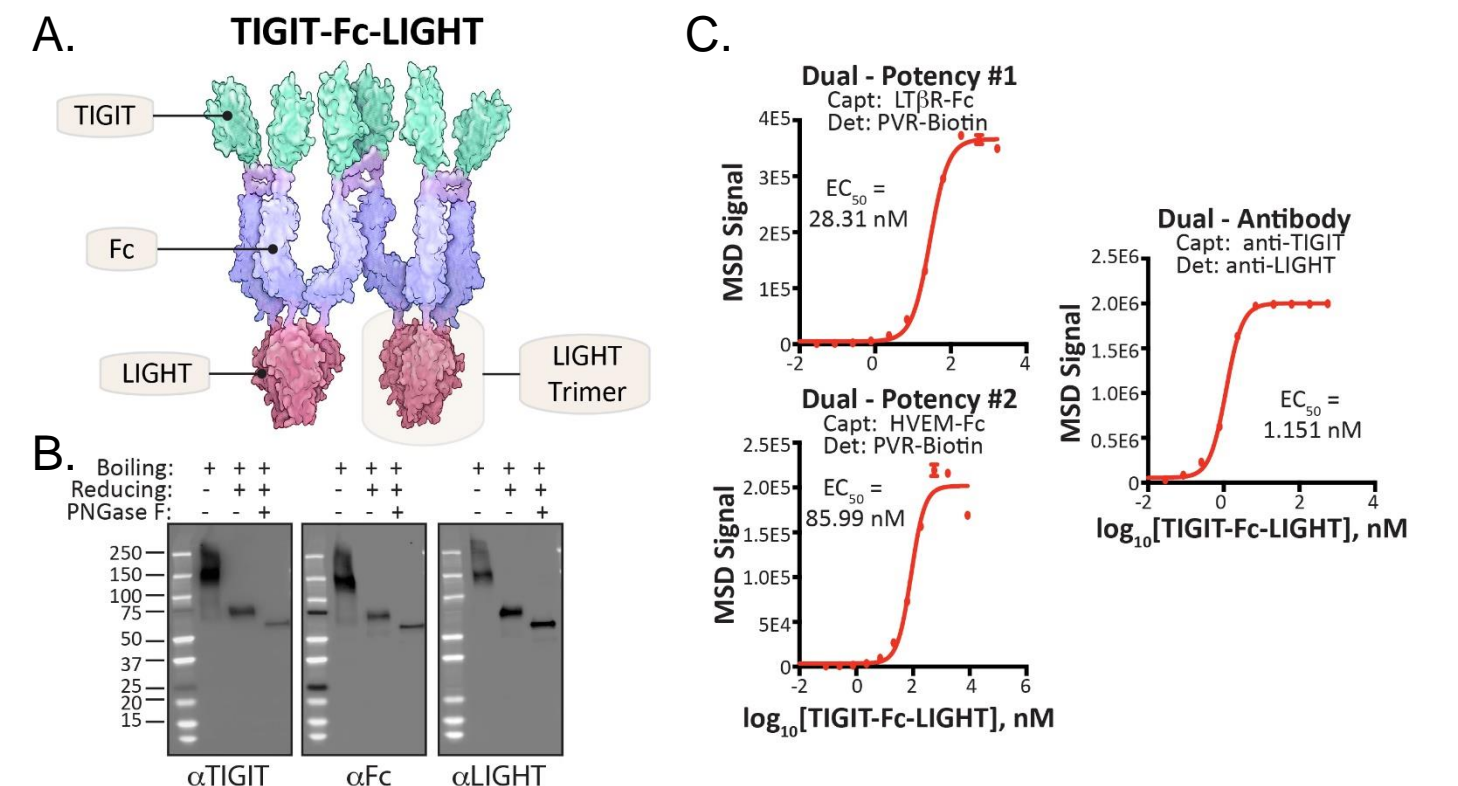 A.
TIGIT-Fc-LIGHT
TIGIT
Fc
LIGHT
LIGHT
Trimer
B.
Boiling: + + + + + + + + +
Reducing: - + + - + + - + +
PNGase F: - - + - - + - - +
250
150
100
75
50
37
25
20
15
αTIGIT
αFc
αLIGHT
C.
Dual - Potency #1
Capt: LTβR-Fc
Det: PVR-Biotin
4E5
3E5
2E5
1E5
0
MSD Signal
EC50 =
28.31 nM
-2 0 2 4
Dual - Potency #2
Capt: HVEM-Fc
Det: PVR-Biotin
2.5E5
2.0E5
1.5E5
1.0E5
5E4
0
MSD Signal
EC50 =
85.99 nM
-2 0 2 4 6
log10[TIGIT-Fc-LIGHT], nM
Dual - Antibody
Capt: anti-TIGIT
Det: anti-LIGHT
2.5E6
2.0E6
1.5E6
1.0E6
0.5E6
0
MSD Signal
EC50 =
1.151 nM
-2 0 2 4
log10[TIGIT-Fc-LIGHT], nM